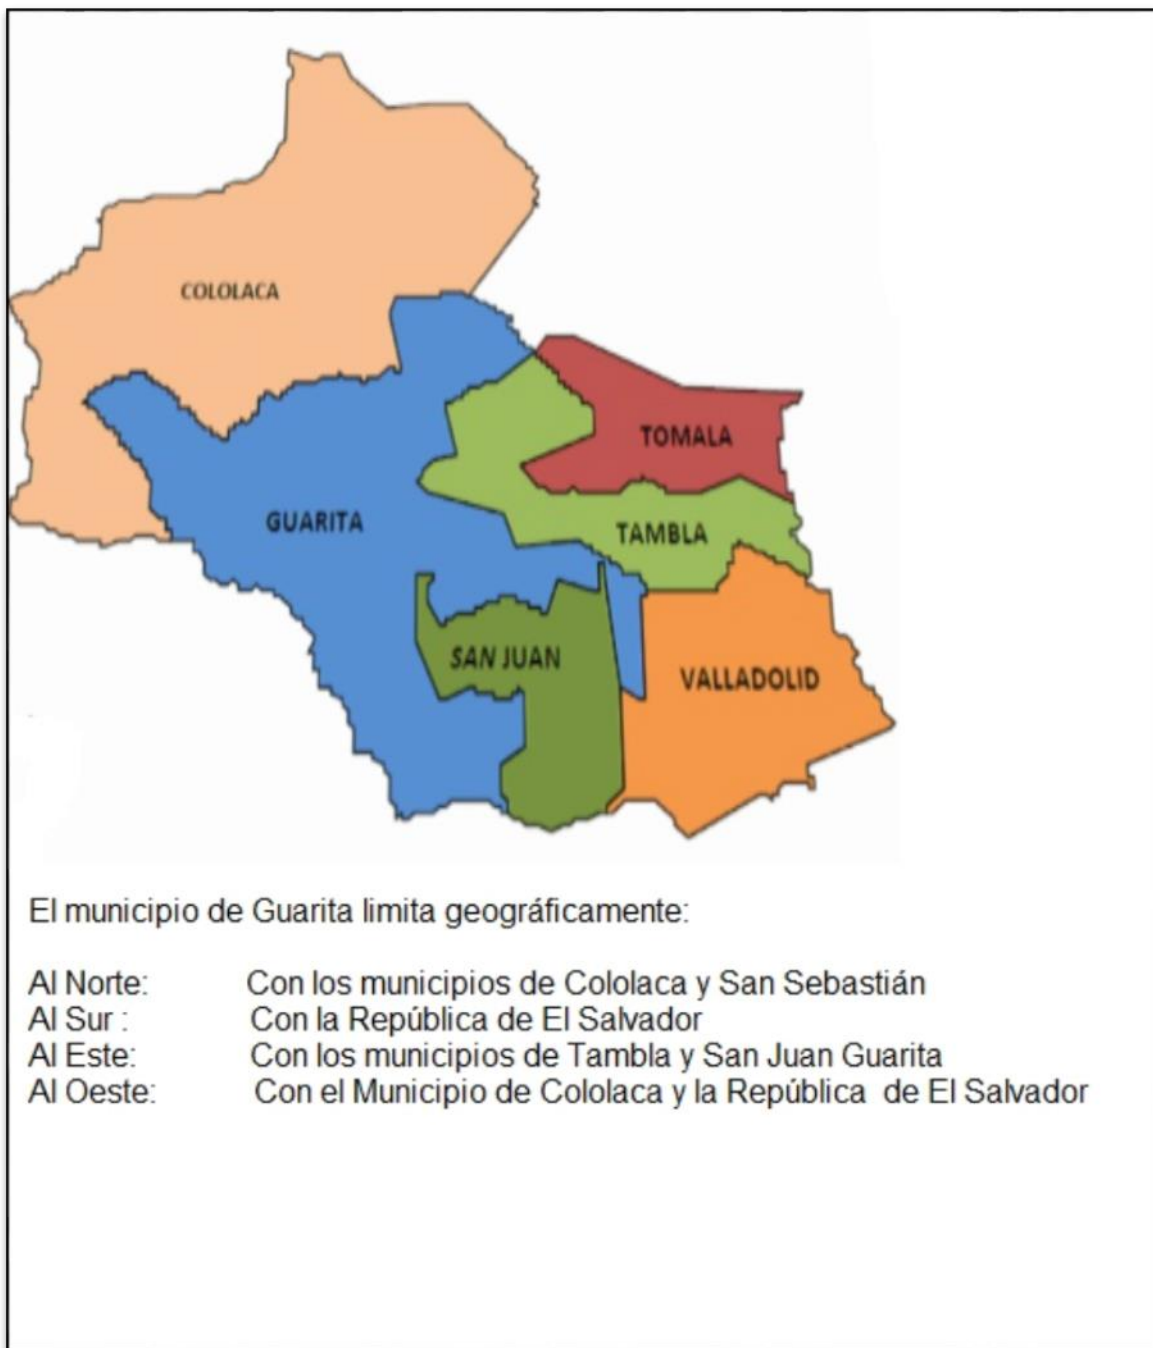 COLOLACA
TOMALA
GUARITA
TAMBLA
SAN JUAN
VALLADOLID
El municipio de Guarita limita geográficamente:
Al Norte: Con los municipios de Cololaca y San Sebastián
Al Sur : Con la República de El Salvador
Al Este: Con los municipios de Tambla y San Juan Guarita
Al Oeste: Con el Municipio de Cololaca y la República de El Salvador